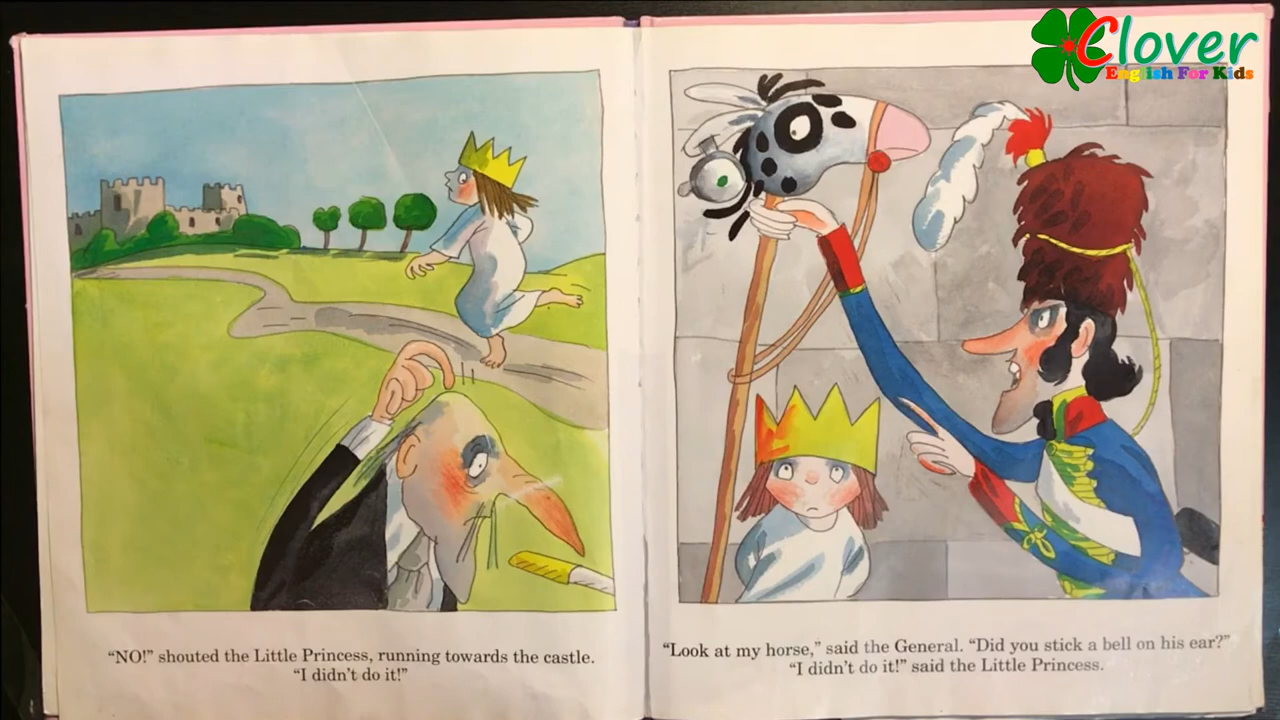 Clover
English For Kids
“NO!” shouted the Little Princess, running towards the castle.
“I didn’t do it!”
“Look at my horse,” said the General. “Did you stick a bell on his ear?”
“I didn’t do it!” said the Little Princess.